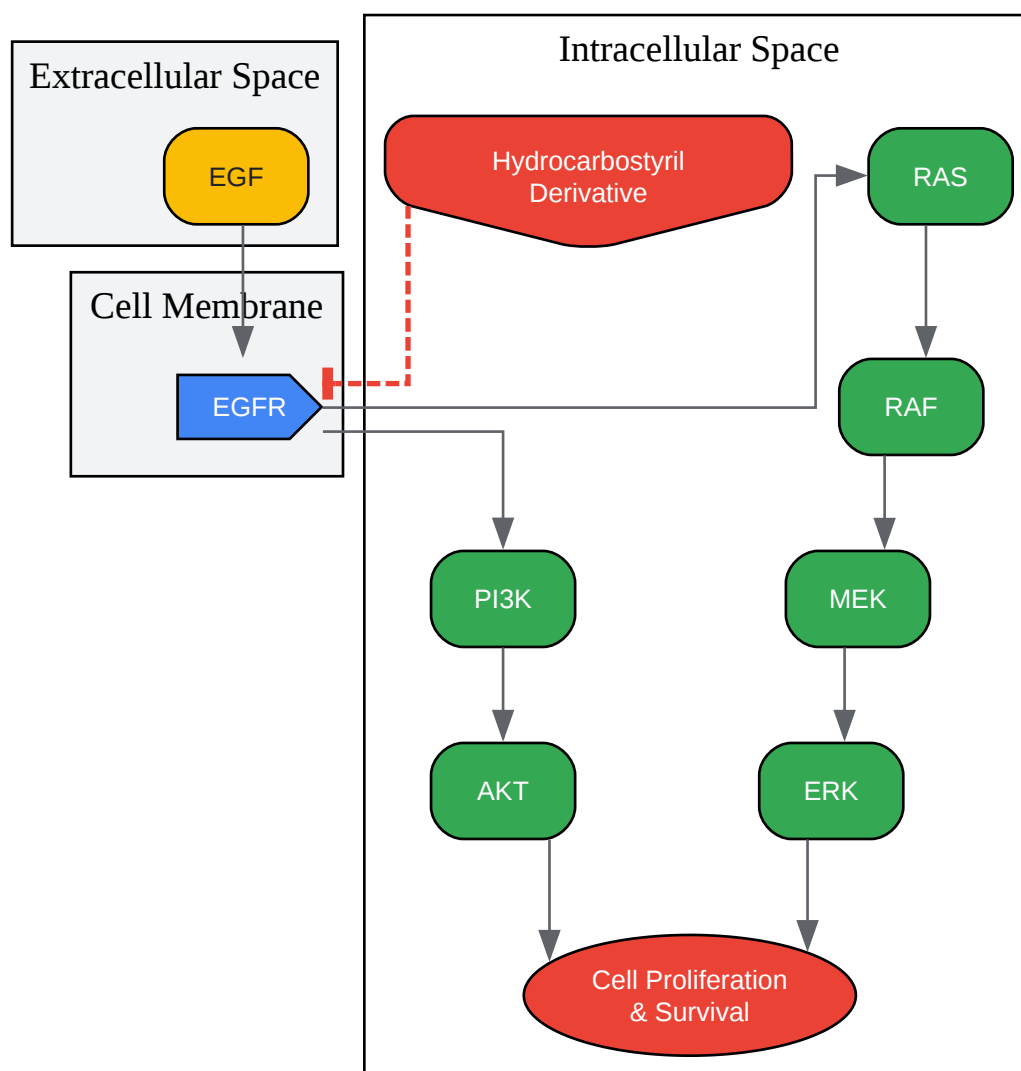 Intracellular Space
Extracellular Space
EGF
Hydrocarbostyril
Derivative
RAS
Cell Membrane
EGFR
RAF
PI3K
MEK
AKT
ERK
Cell Proliferation
& Survival